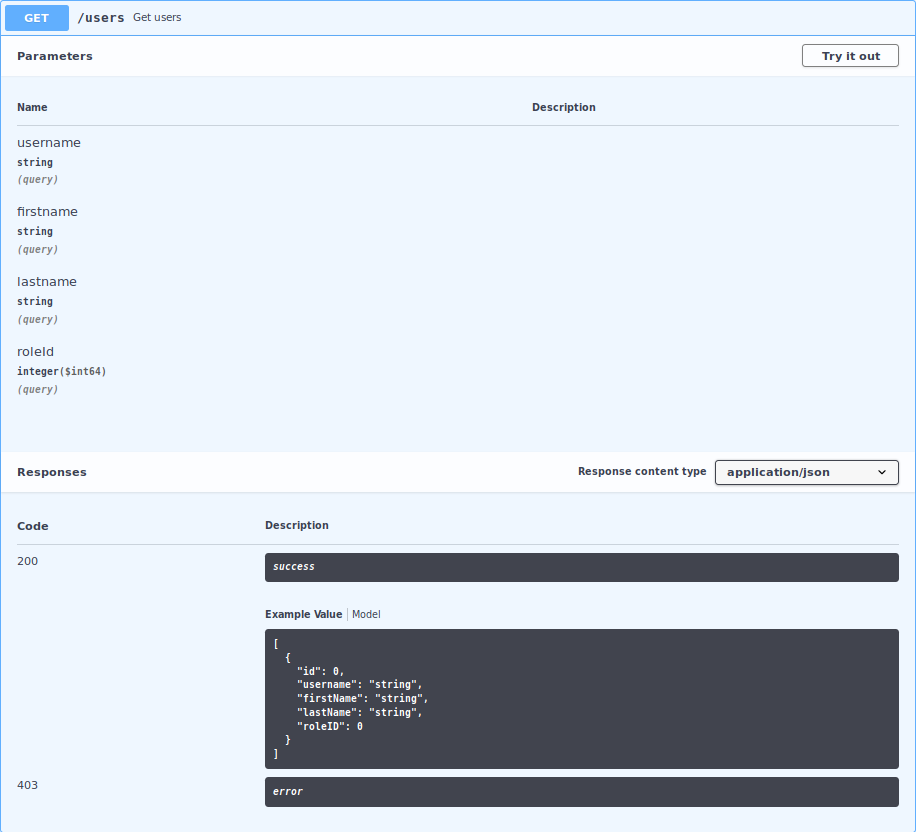 GET /users Get users
Parameters Try it out
Name Description
username
string
(query)
firstname
string
(query)
lastname
string
(query)
roleId
integer($int64)
(query)
Responses Response content type application/json
Code Description
200 success
Example Value Model
[
  {
    "id": 0,
    "username": "string",
    "firstName": "string",
    "lastName": "string",
    "roleID": 0
  }
]
403 error